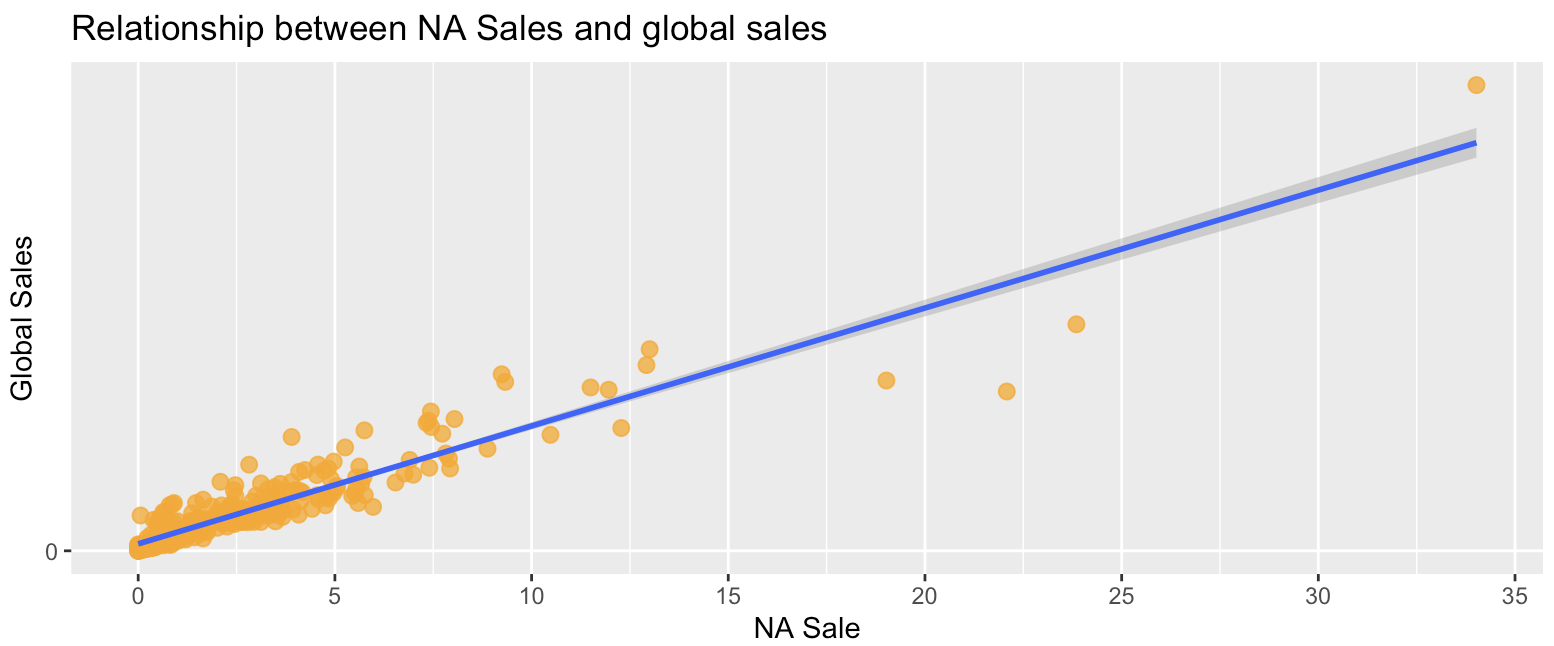 Relationship between NA Sales and global sales
Global Sales
0
0 5 10 15 20 25 30 35
NA Sale